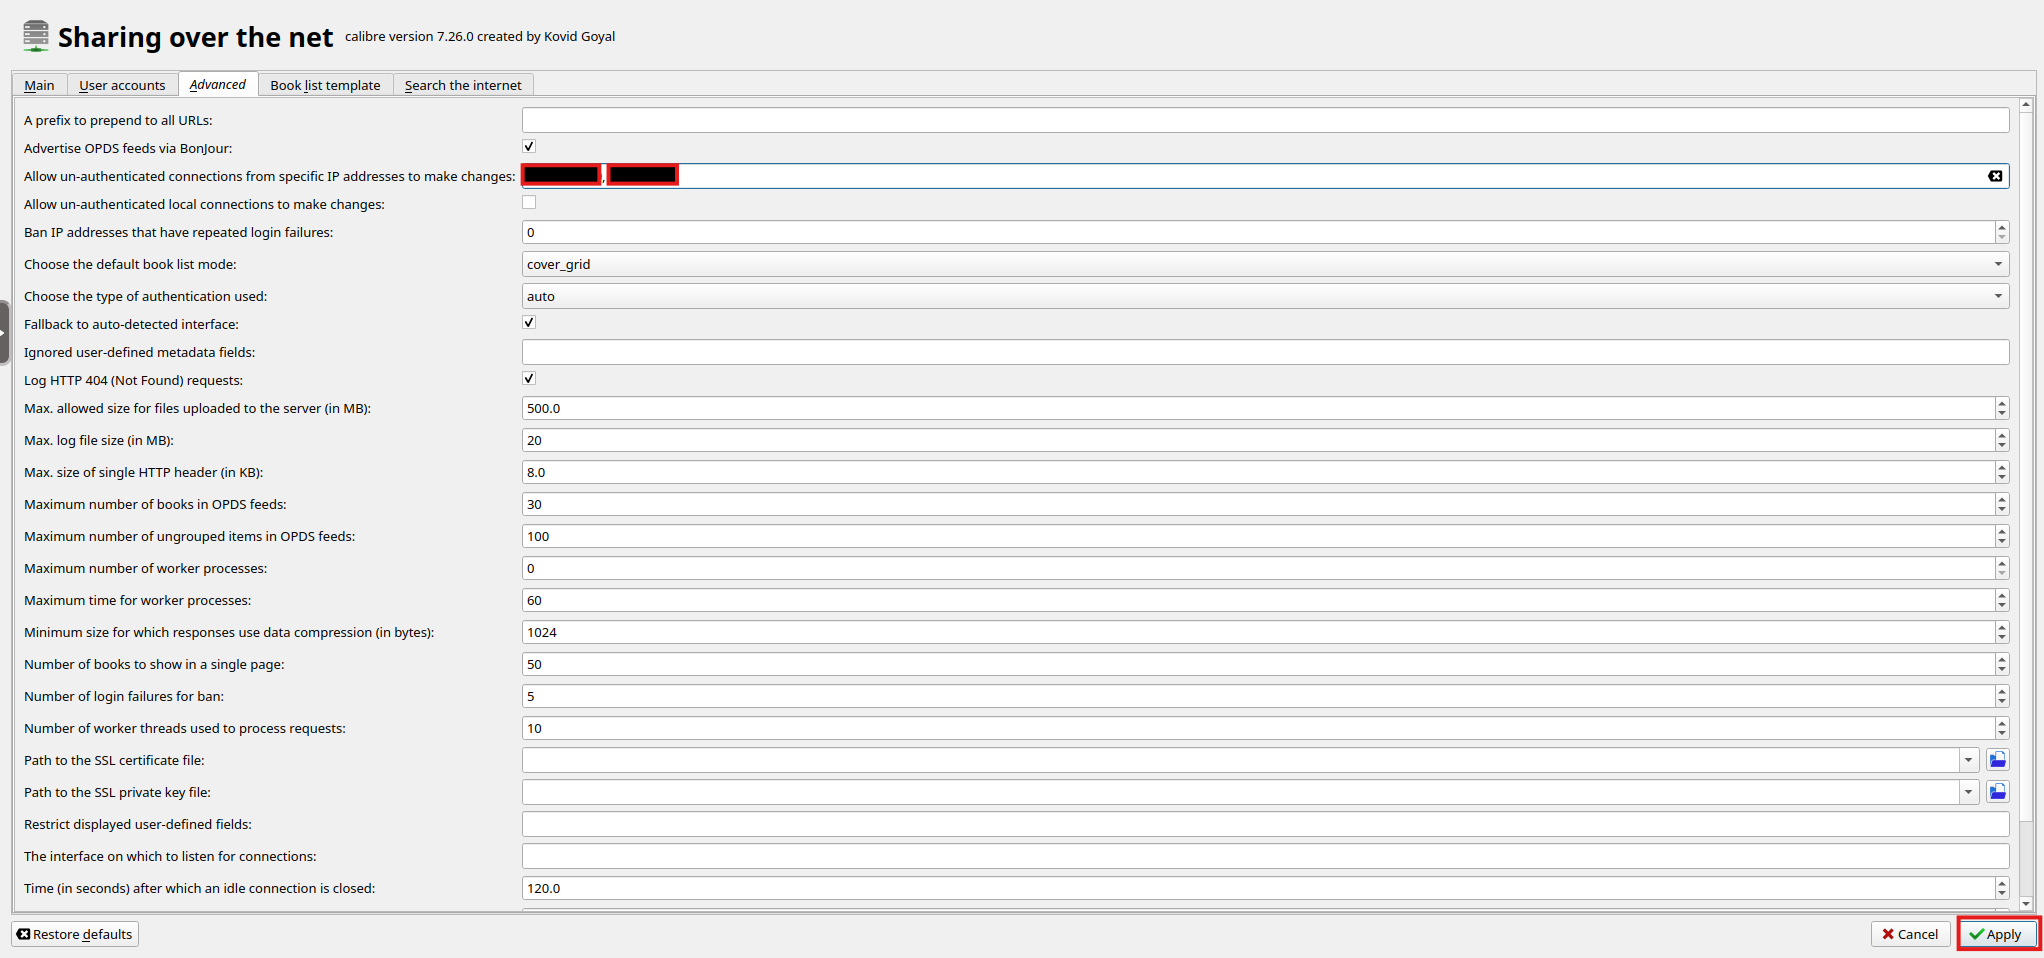 Sharing over the net calibre version 7.26.0 created by Kovid Goyal
Main User accounts Advanced Book list template Search the internet
A prefix to prepend to all URLs:
Advertise OPDS feeds via BonJour:
Allow un-authenticated connections from specific IP addresses to make changes: ,
Allow un-authenticated local connections to make changes:
Ban IP addresses that have repeated login failures: 0
Choose the default book list mode: cover_grid
Choose the type of authentication used: auto
Fallback to auto-detected interface:
Ignored user-defined metadata fields:
Log HTTP 404 (Not Found) requests:
Max. allowed size for files uploaded to the server (in MB): 500.0
Max. log file size (in MB): 20
Max. size of single HTTP header (in KB): 8.0
Maximum number of books in OPDS feeds: 30
Maximum number of ungrouped items in OPDS feeds: 100
Maximum number of worker processes: 0
Maximum time for worker processes: 60
Minimum size for which responses use data compression (in bytes): 1024
Number of books to show in a single page: 50
Number of login failures for ban: 5
Number of worker threads used to process requests: 10
Path to the SSL certificate file:
Path to the SSL private key file:
Restrict displayed user-defined fields:
The interface on which to listen for connections:
Time (in seconds) after which an idle connection is closed: 120.0
Restore defaults Cancel Apply